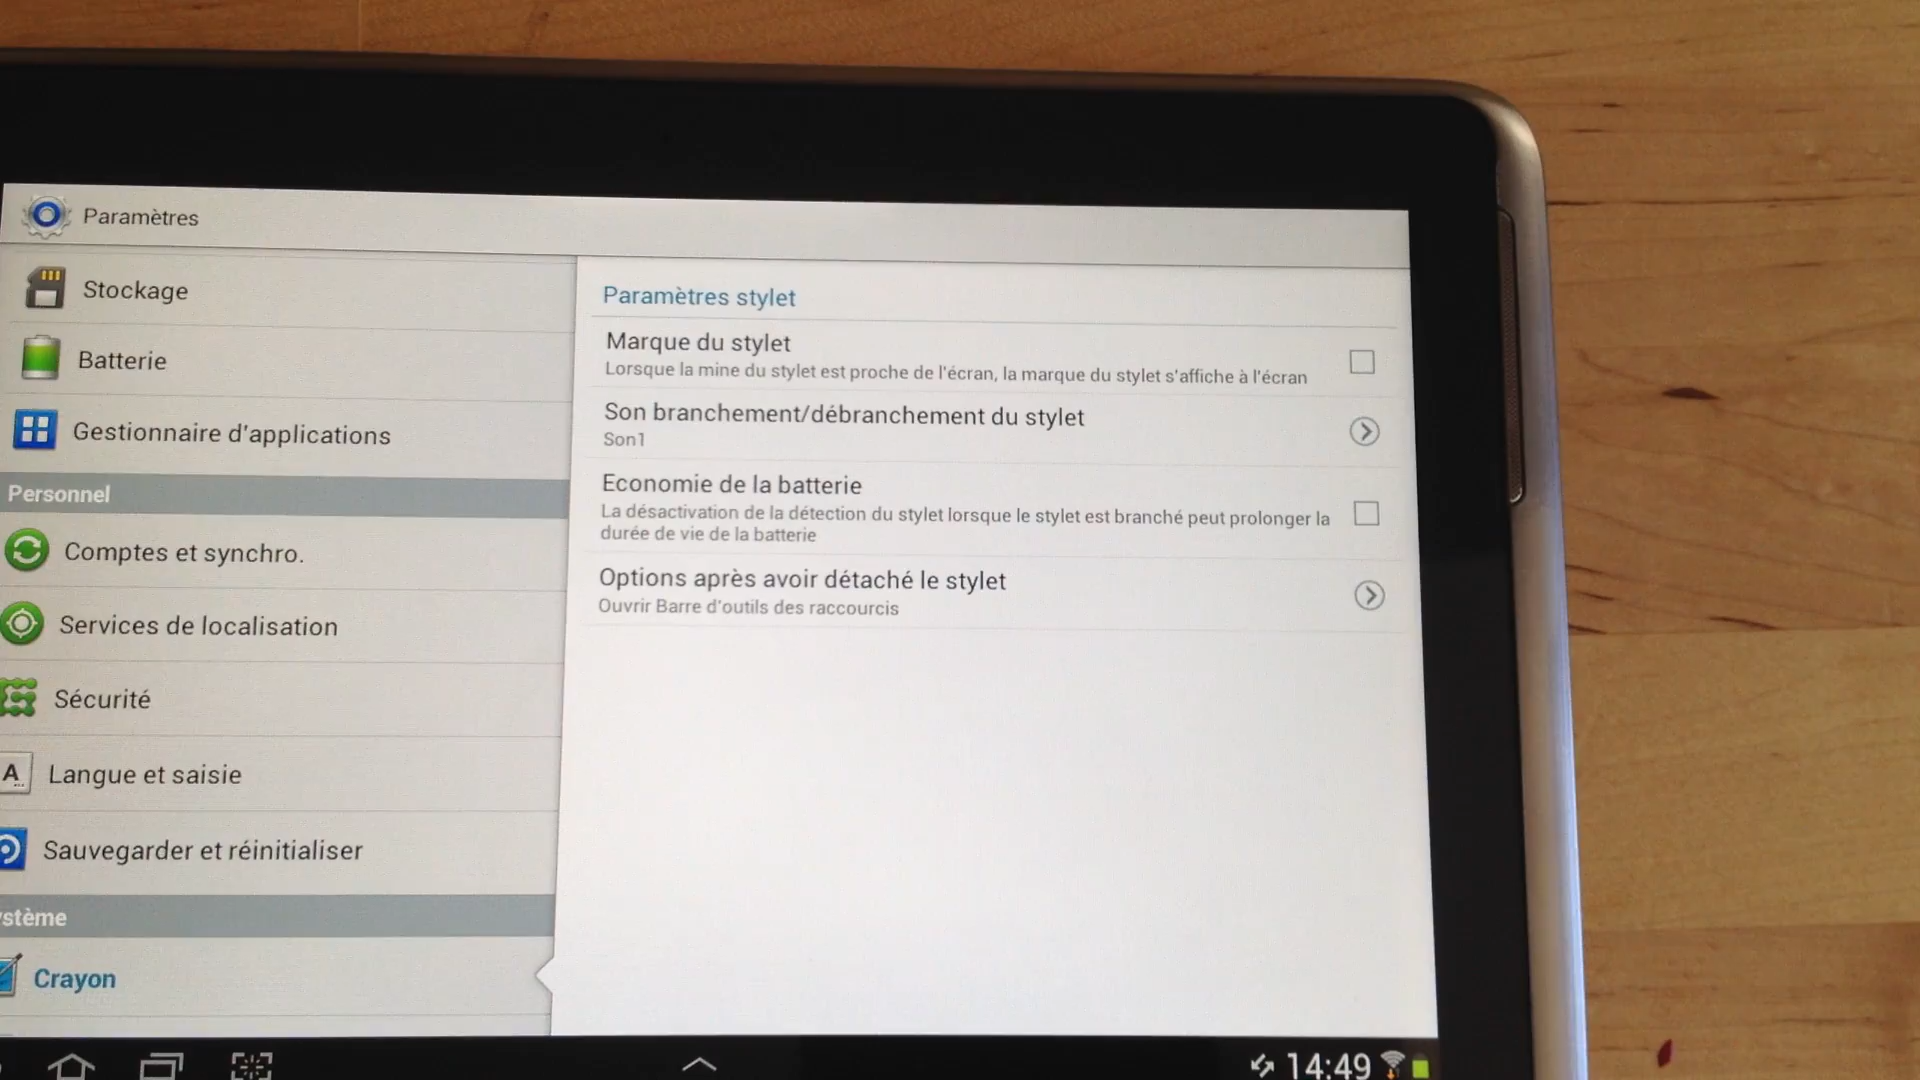 Paramètres
Stockage
Batterie
Gestionnaire d'applications
Personnel
Comptes et synchro.
Services de localisation
Sécurité
A
Langue et saisie
Sauvegarder et réinitialiser
stème
Crayon
Paramètres stylet
Marque du stylet
Lorsque la mine du stylet est proche de l'écran, la marque du stylet s'affiche à l'écran
Son branchement/débranchement du stylet
Son1
Economie de la batterie
La désactivation de la détection du stylet lorsque le stylet est branché peut prolonger la
durée de vie de la batterie
Options après avoir détaché le stylet
Ouvrir Barre d'outils des raccourcis
14:49